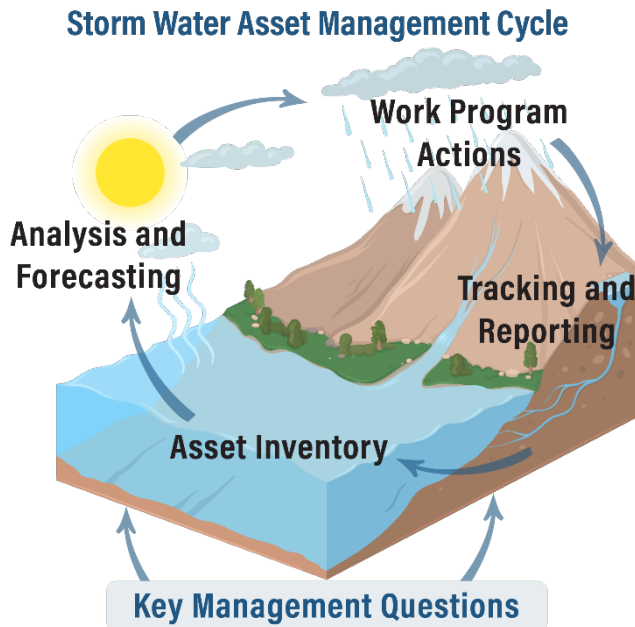 Storm Water Asset Management Cycle
Work Program
Actions
Analysis and
Forecasting
Tracking and
Reporting
Asset Inventory
Key Management Questions